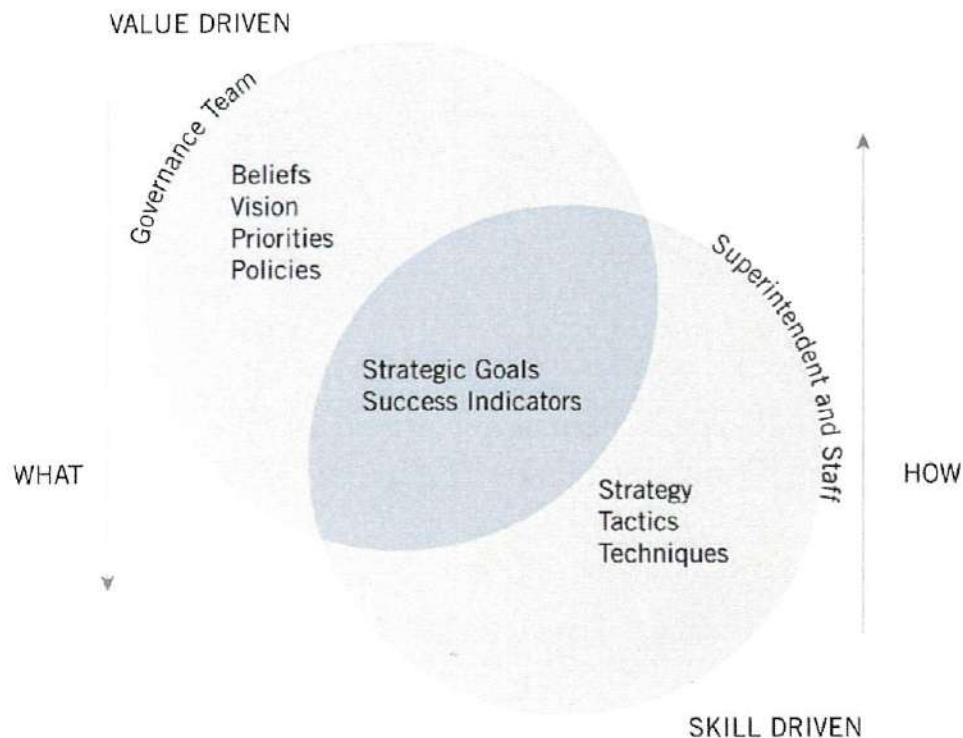 VALUE DRIVEN
Governance Team
Beliefs
Vision
Priorities
Policies
Superintendent and Staff
Strategic Goals
Success Indicators
WHAT
HOW
Strategy
Tactics
Techniques
SKILL DRIVEN